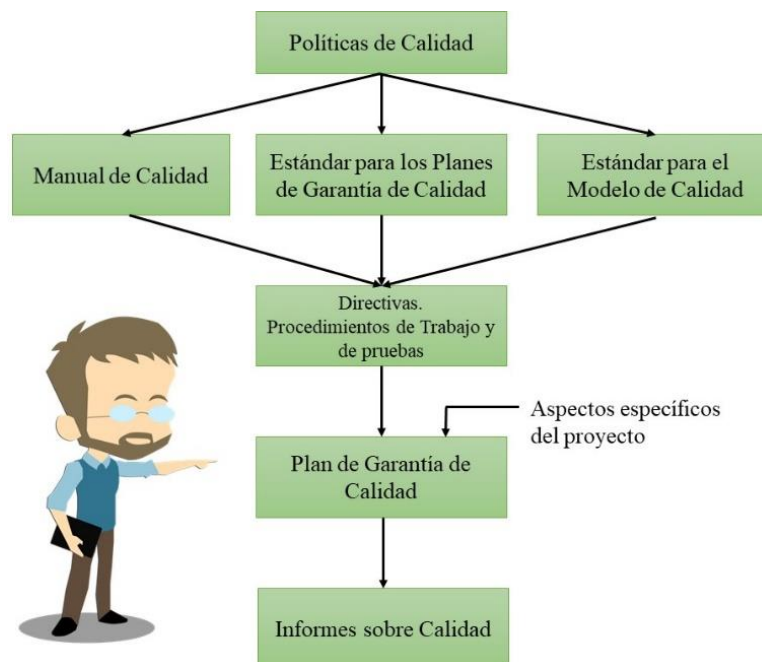 Políticas de Calidad
Manual de Calidad
Estándar para los Planes
de Garantía de Calidad
Estándar para el
Modelo de Calidad
Directivas.
Procedimientos de Trabajo y
de pruebas
Aspectos específicos
del proyecto
Plan de Garantía de
Calidad
Informes sobre Calidad